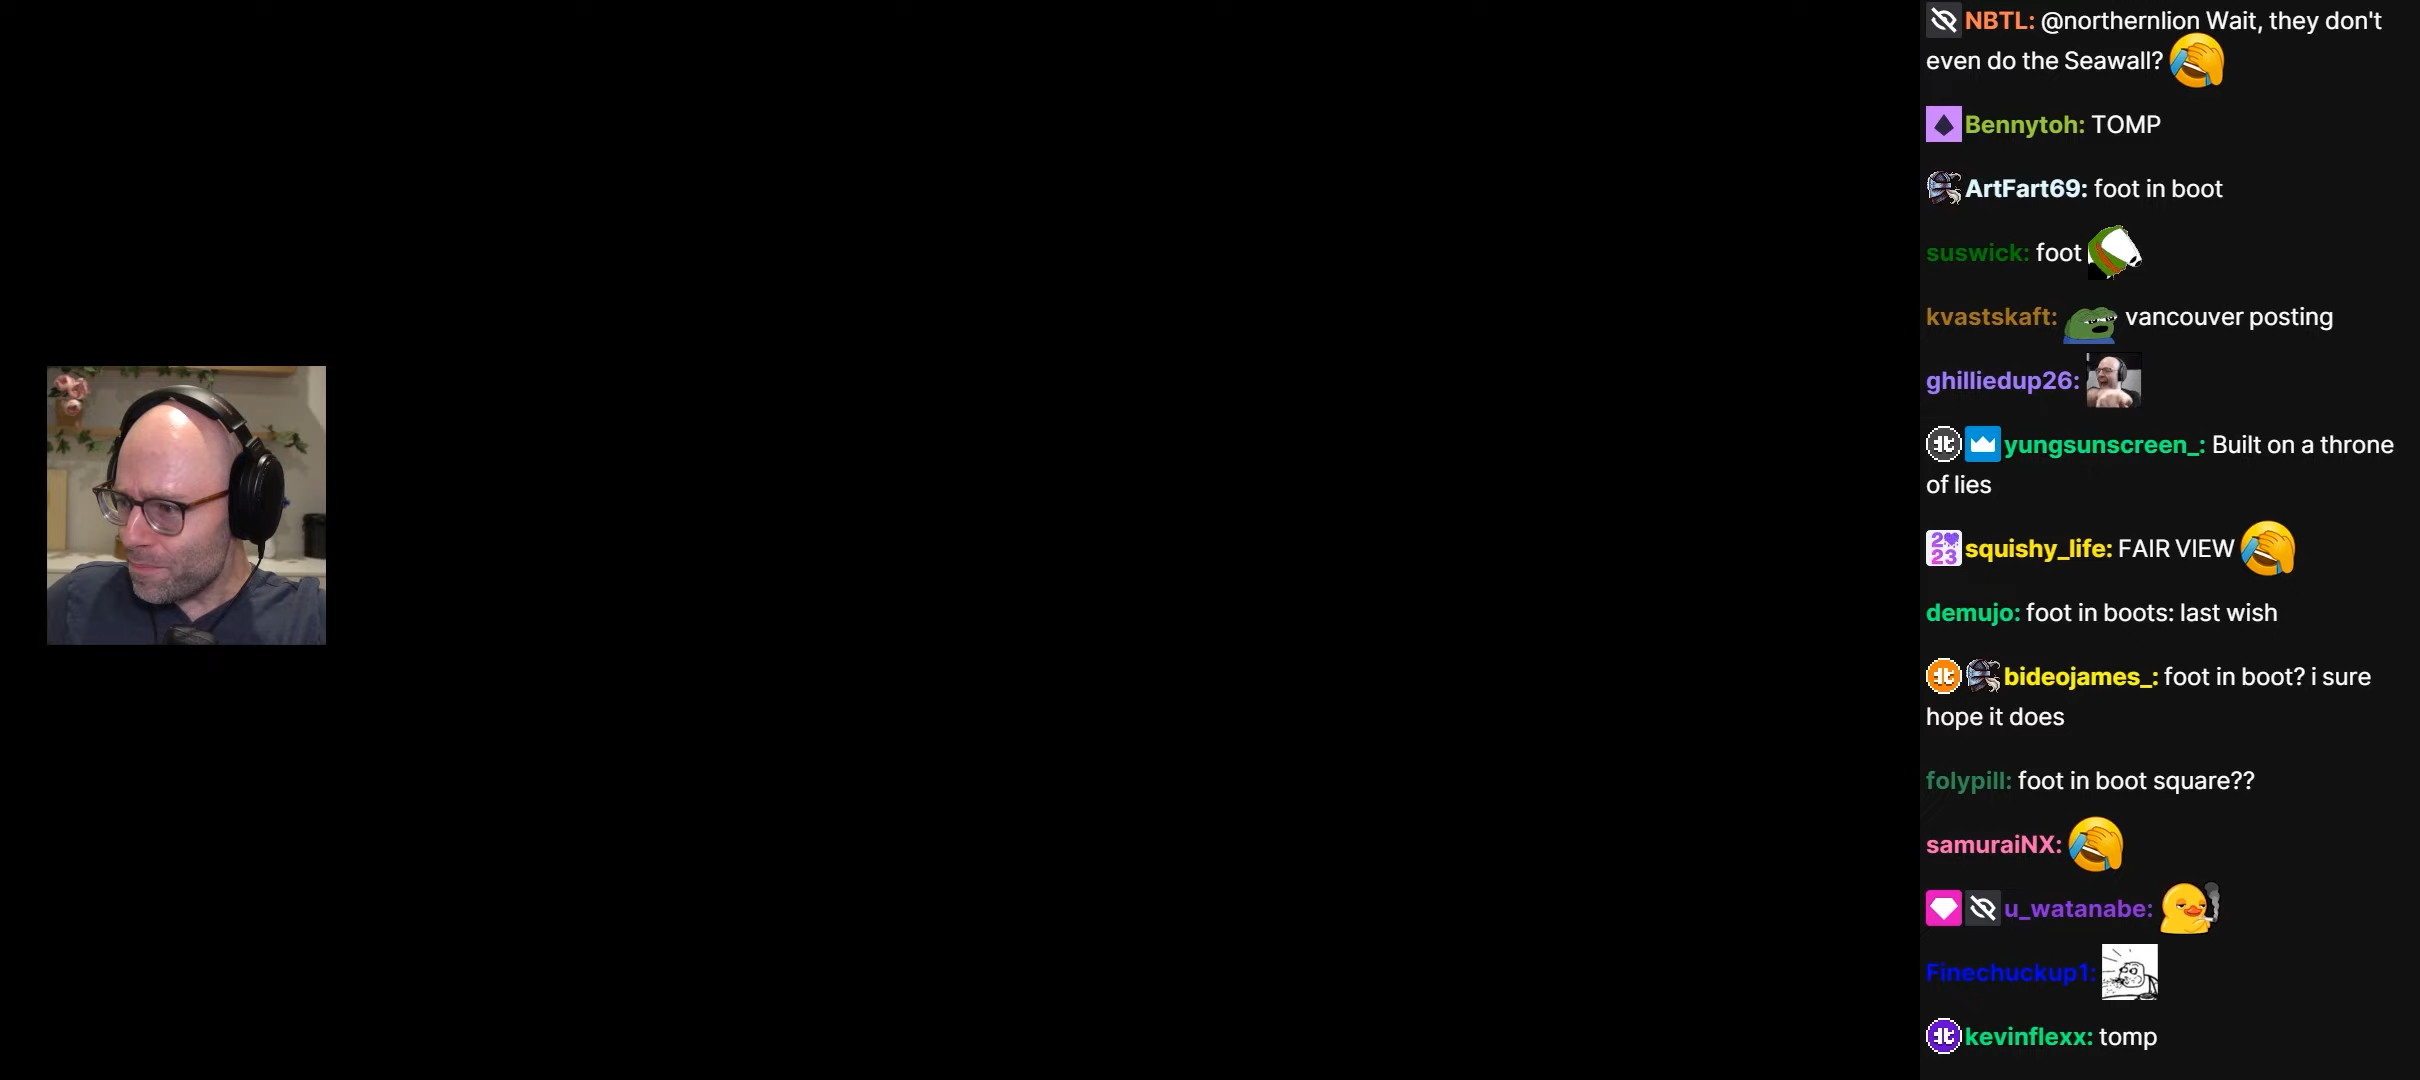 NBTL: @northernlion Wait, they don't
even do the Seawall?
Bennytoh: TOMP
ArtFart69: foot in boot
suswick: foot
kvastskaft: vancouver posting
ghilliedup26:
yungsunscreen_: Built on a throne
of lies
squishy_life: FAIR VIEW
demujo: foot in boots: last wish
bideojames_: foot in boot? i sure
hope it does
folypill: foot in boot square??
samuraiNX:
u_watanabe:
Finechuckup1:
kevinflexx: tomp